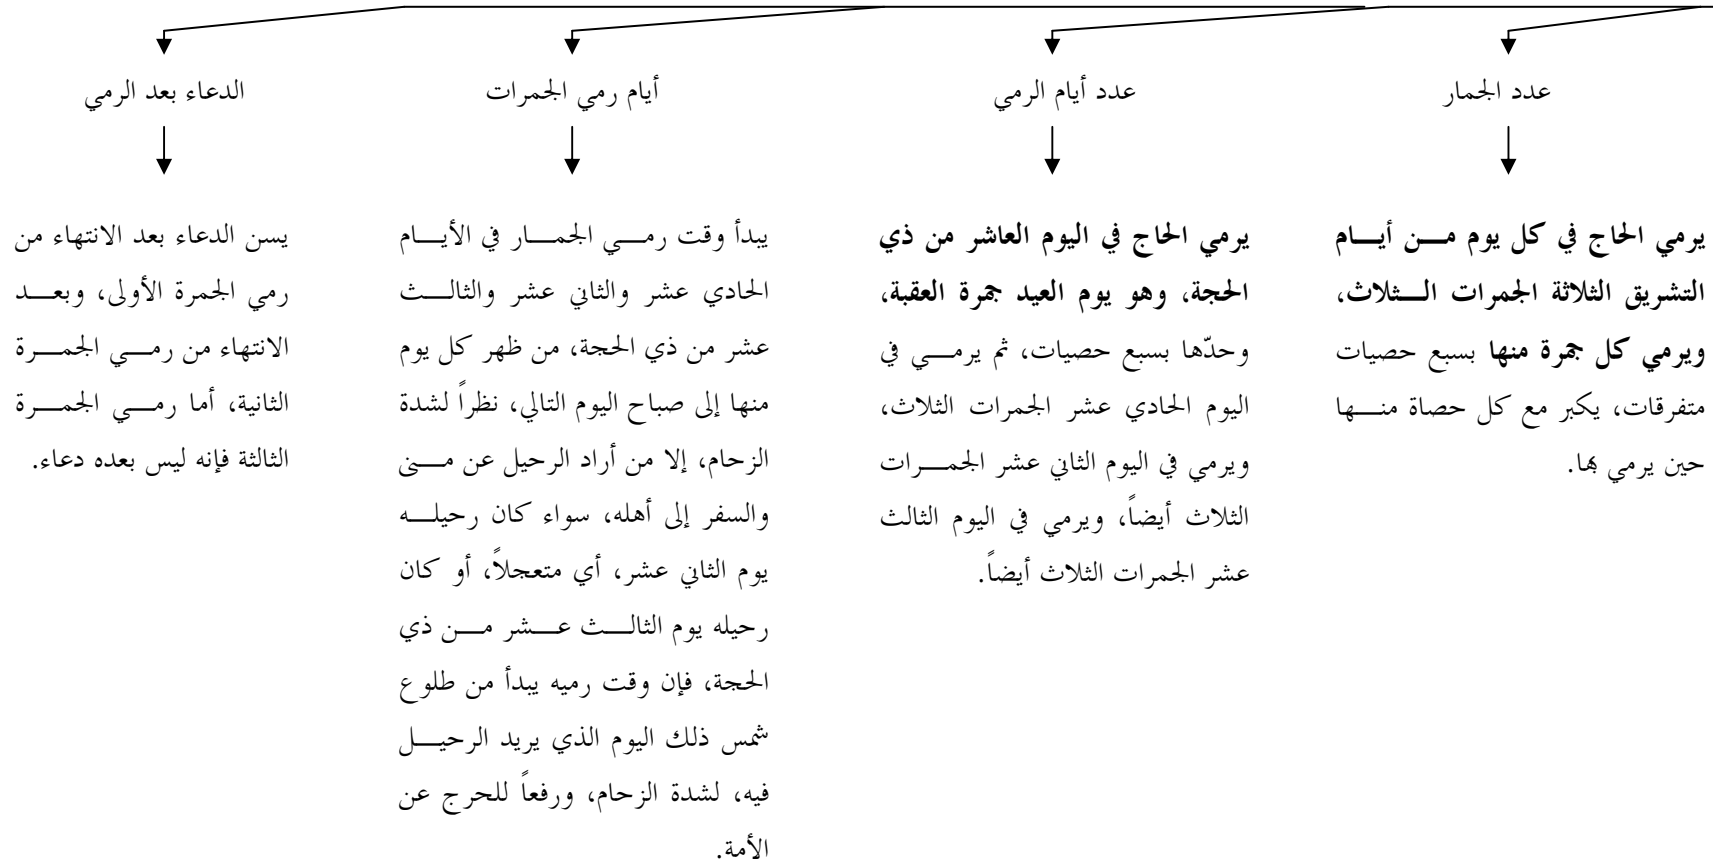 عدد الجمار
يرمي الحاج في كل يوم من أيام
التشريق الثلاثة الجمرات الثلاث،
ويرمي كل جمرة منها بسبع حصيات
متفرقات، يكبر مع كل حصاة منها
حين يرمي بها.
عدد أيام الرمي
يرمي الحاج في اليوم العاشر من ذي
الحجة، وهو يوم العيد جمرة العقبة،
وحدّها بسبع حصيات، ثم يرمي في
اليوم الحادي عشر الجمرات الثلاث،
ويرمي في اليوم الثاني عشر الجمرات
الثلاث أيضاً، ويرمي في اليوم الثالث
عشر الجمرات الثلاث أيضاً.
أيام رمي الجمرات
يبدأ وقت رمي الجمار في الأيام
الحادي عشر والثاني عشر والثالث
عشر من ذي الحجة، من ظهر كل يوم
منها إلى صباح اليوم التالي، نظراً لشدة
الزحام، إلا من أراد الرحيل عن منى
والسفر إلى أهله، سواء كان رحيله
يوم الثاني عشر، أي متعجلاً، أو كان
رحيله يوم الثالث عشر من ذي
الحجة، فإن وقت رميه يبدأ من طلوع
شمس ذلك اليوم الذي يريد الرحيل
فيه، لشدة الزحام، ورفعاً للحرج عن
الأمة.
الدعاء بعد الرمي
يسن الدعاء بعد الانتهاء من
رمي الجمرة الأولى، وبعد
الانتهاء من رمي الجمرة
الثانية، أما رمي الجمرة
الثالثة فإنه ليس بعده دعاء.